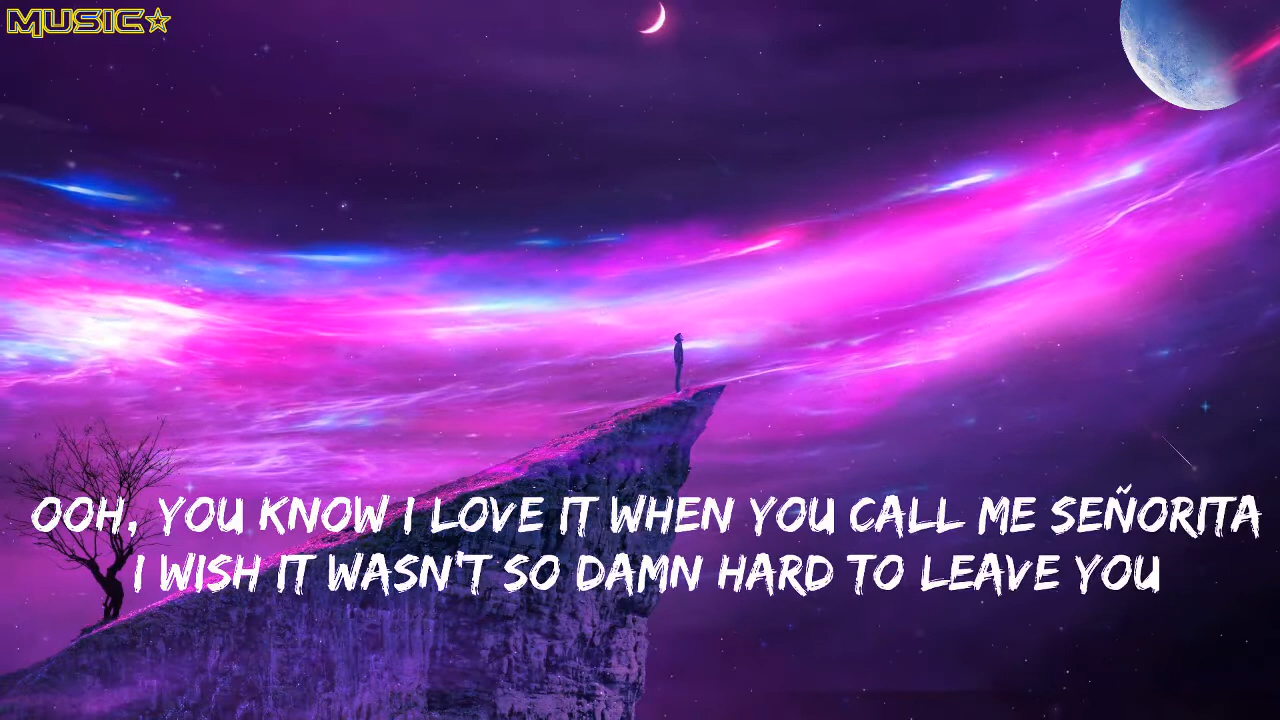 MUSIC☆
OOH, YOU KNOW I LOVE IT WHEN YOU CALL ME SEÑORITA
I WISH IT WASN'T SO DAMN HARD TO LEAVE YOU